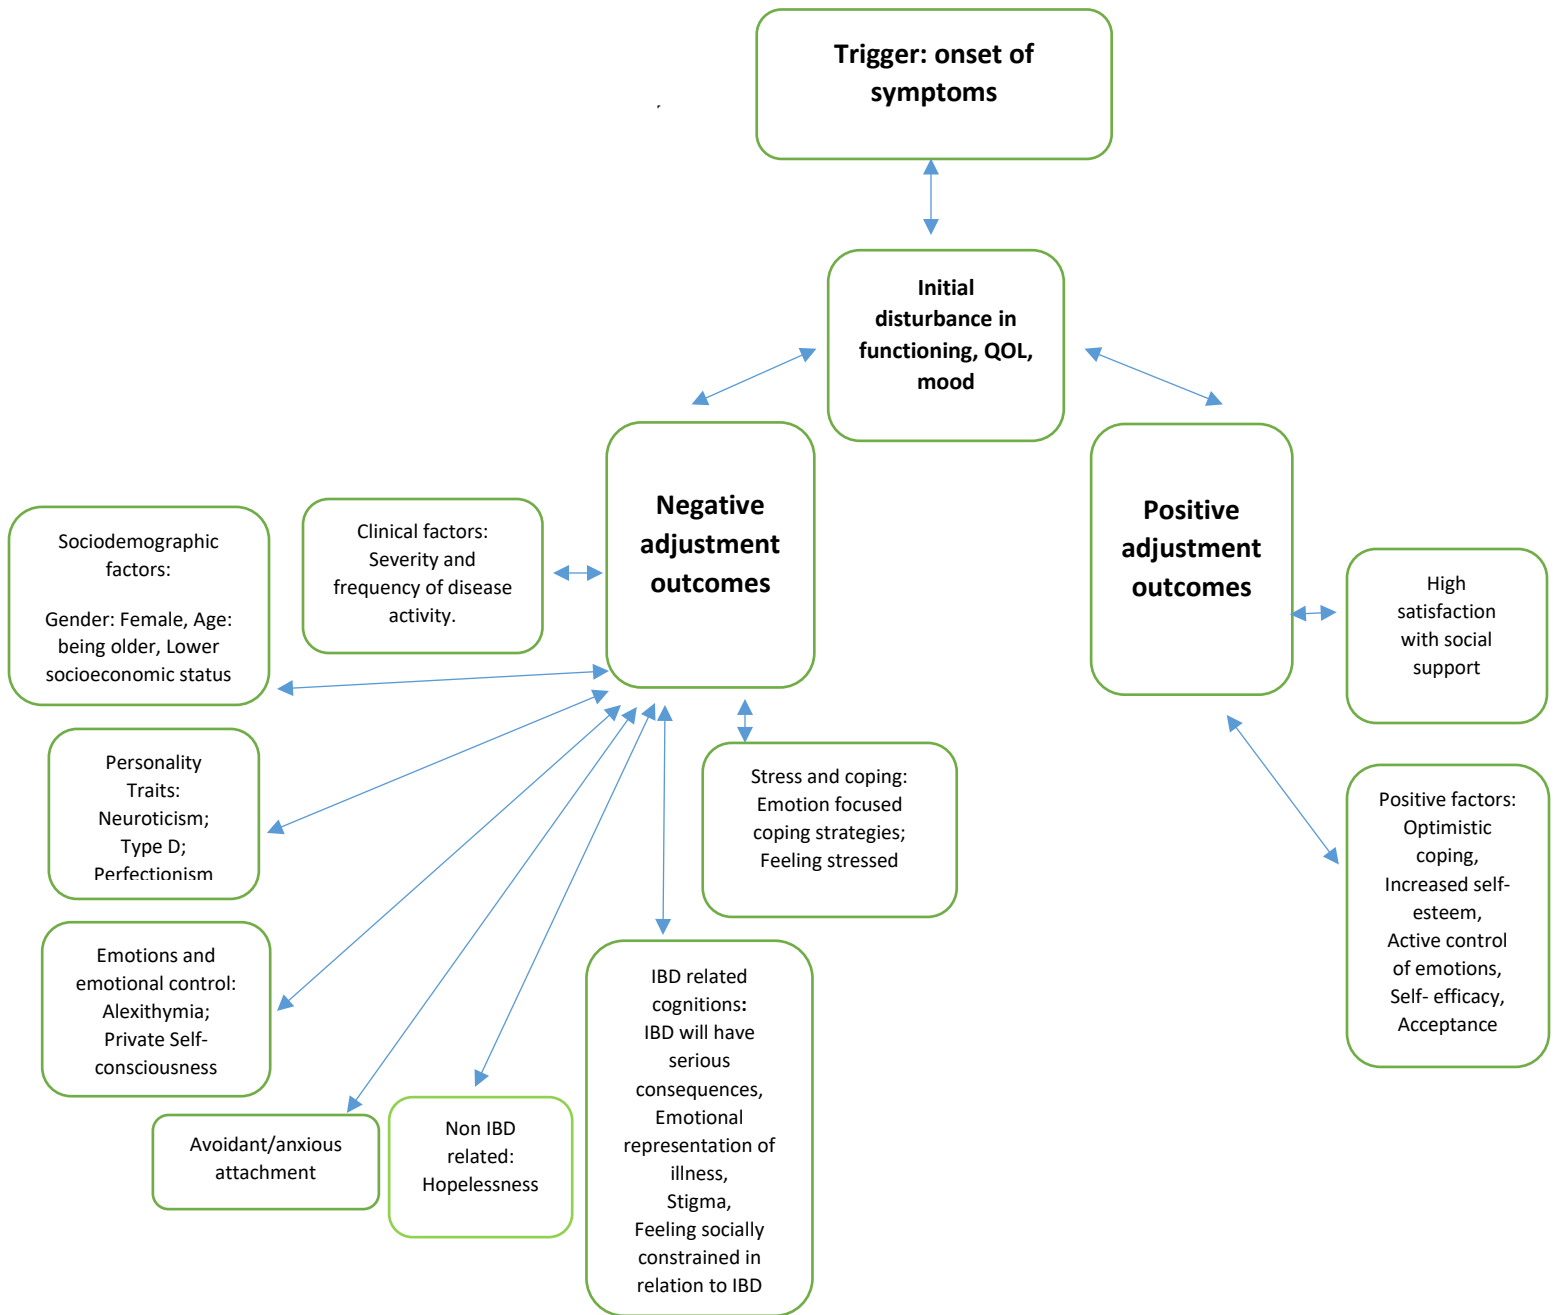 Trigger: onset of
symptoms
Initial
disturbance in
functioning, QOL,
mood
Negative
adjustment
outcomes
Positive
adjustment
outcomes
Clinical factors:
Severity and
frequency of disease
activity.
Sociodemographic
factors:
Gender: Female, Age:
being older, Lower
socioeconomic status
High
satisfaction
with social
support
Personality
Traits:
Neuroticism;
Type D;
Perfectionism
Stress and coping:
Emotion focused
coping strategies;
Feeling stressed
Positive factors:
Optimistic
coping,
Increased self-
esteem,
Active control
of emotions,
Self- efficacy,
Acceptance
Emotions and
emotional control:
Alexithymia;
Private Self-
consciousness
IBD related
cognitions:
IBD will have
serious
consequences,
Emotional
representation of
illness,
Stigma,
Feeling socially
constrained in
relation to IBD
Avoidant/anxious
attachment
Non IBD
related:
Hopelessness